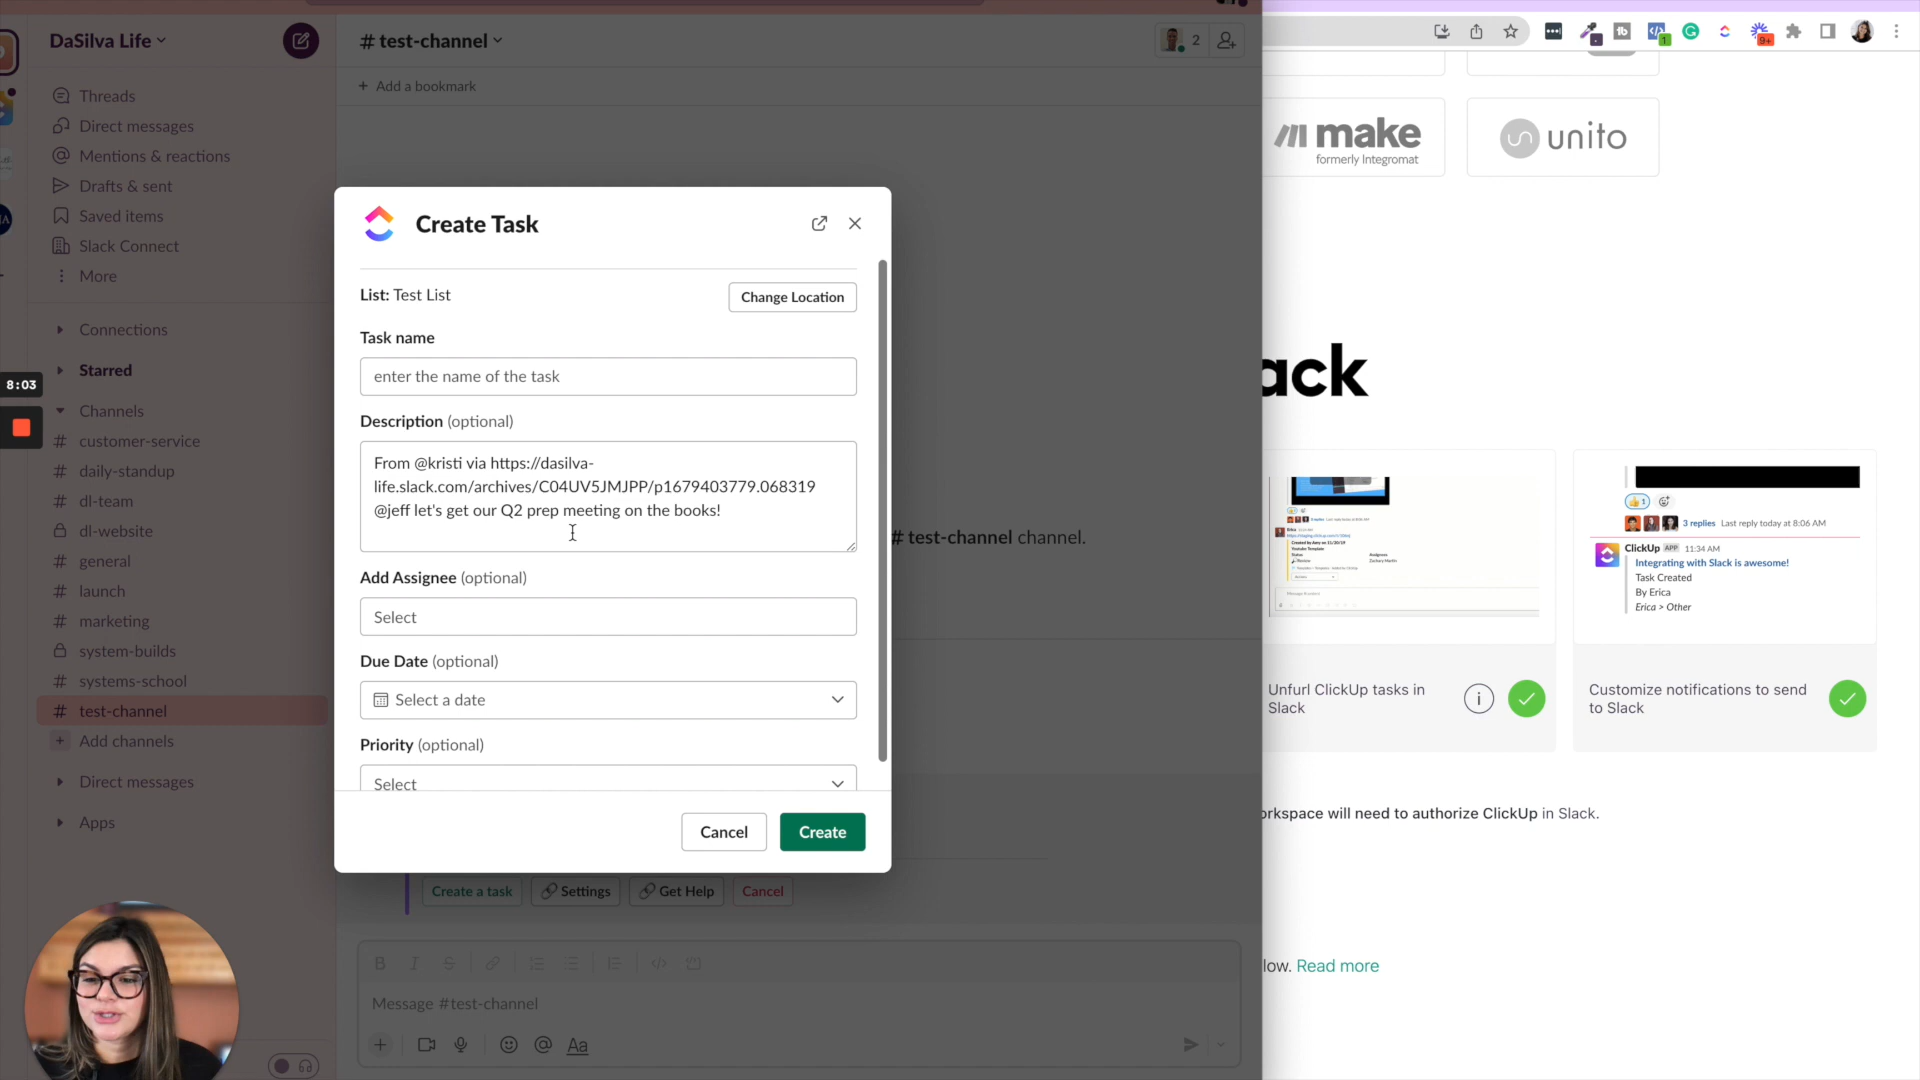 DaSilva Life
# test-channel
2
+ Add a bookmark
Threads
Direct messages
Mentions & reactions
Drafts & sent
Saved items
Slack Connect
More
Connections
Starred
8:03
Channels
# customer-service
# daily-standup
# dl-team
dl-website
# general
# launch
# marketing
system-builds
# systems-school
# test-channel
+ Add channels
Direct messages
Apps
Create Task
List: Test List
Change Location
Task name
enter the name of the task
Description (optional)
From @kristi via https://dasilva-
life.slack.com/archives/C04UV5JMJPP/p1679403779.068319
@jeff let's get our Q2 prep meeting on the books!
Add Assignee (optional)
Select
Due Date (optional)
Select a date
Priority (optional)
Select
Cancel
Create
# test-channel channel.
Create a task
Settings
Get Help
Cancel
Message #test-channel
Aa
1
9+
make
formerly Integromat
unito
ack
1
3 replies Last reply today at 8:06 AM
ClickUp APP 11:34 AM
Integrating with Slack is awesome!
Task Created
By Erica
Erica > Other
Unfurl ClickUp tasks in
Slack
Customize notifications to send
to Slack
orkspace will need to authorize ClickUp in Slack.
low. Read more